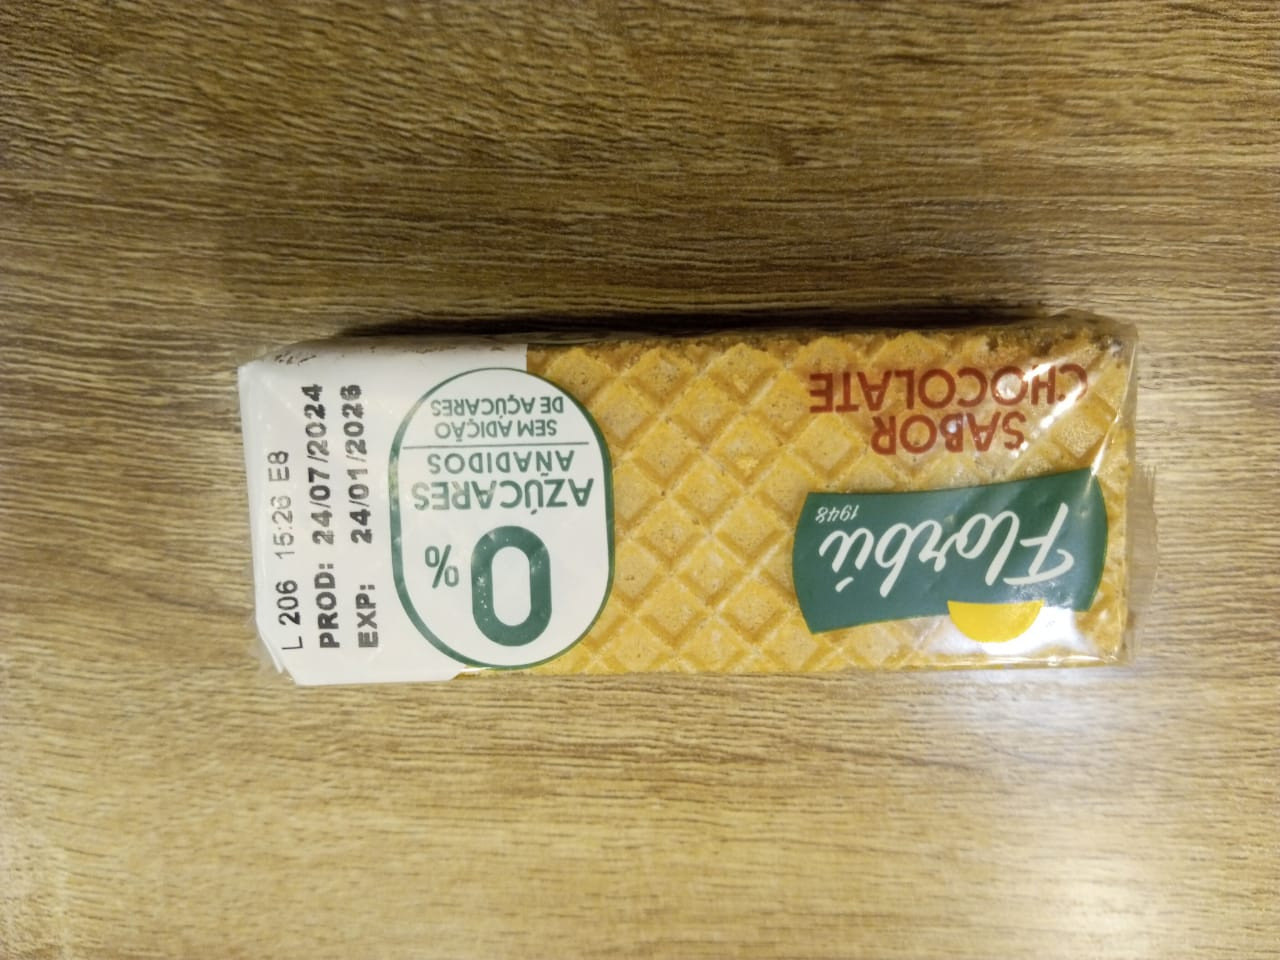 Florbú
1948
SABOR
CHOCOLATE
0%
AZÚCARES
AÑADIDOS
SEM ADIÇÃO
DE AÇÚCARES
L 206 15:26 E8
PROD: 24/07/2024
EXP: 24/01/2026